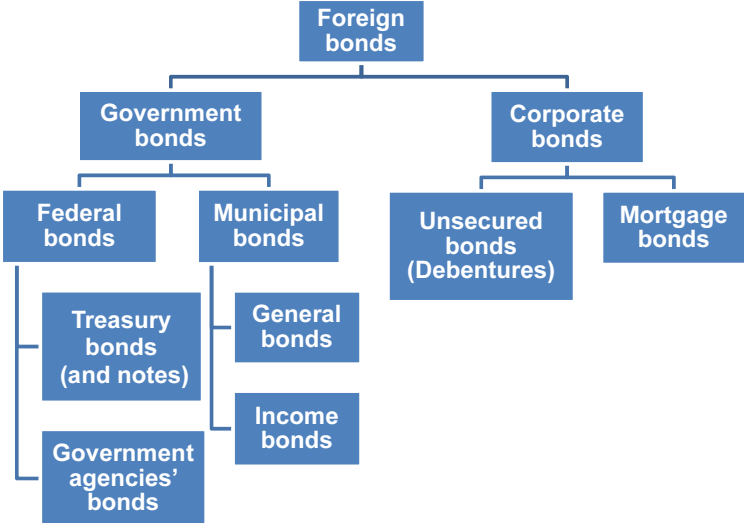 Foreign
bonds
Government
bonds
Corporate
bonds
Federal
bonds
Municipal
bonds
Unsecured
bonds
(Debentures)
Mortgage
bonds
Treasury
bonds
(and notes)
General
bonds
Income
bonds
Government
agencies’
bonds